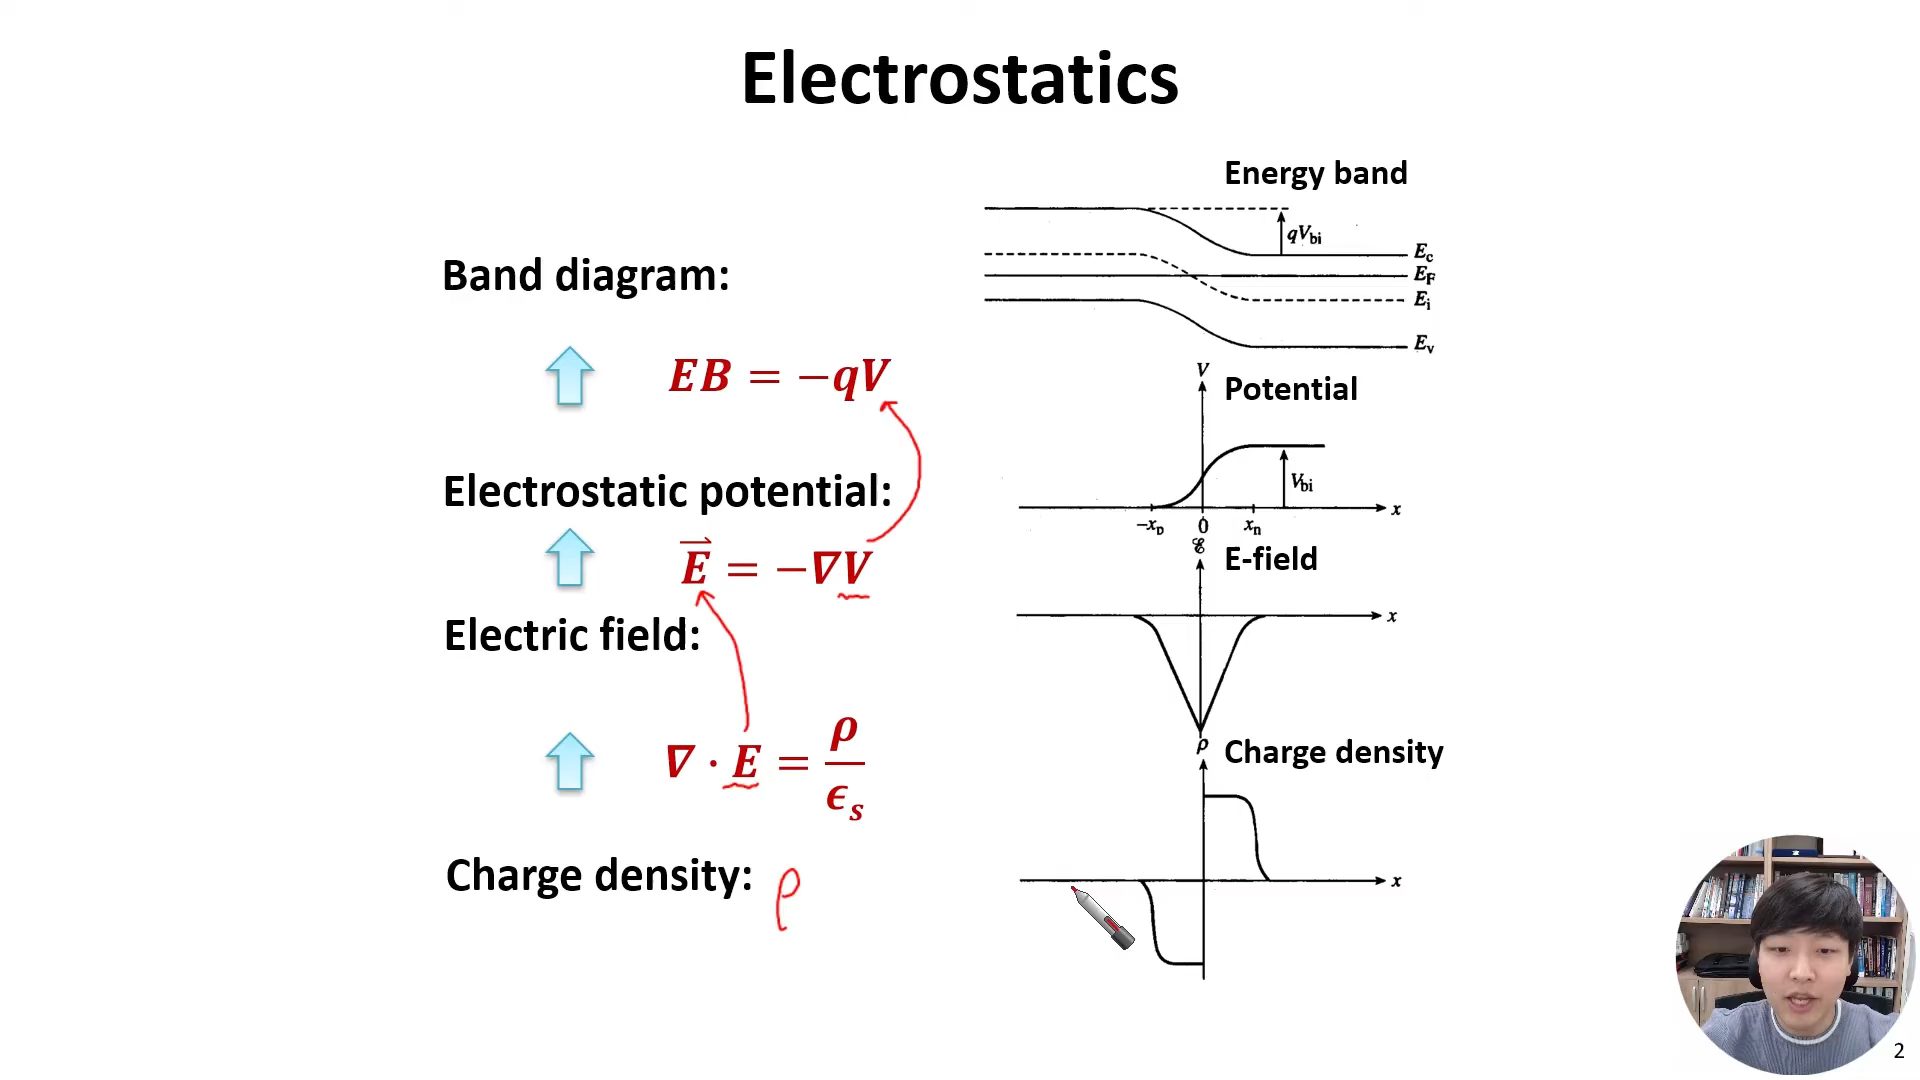 Electrostatics
Band diagram:
EB = −qV
Electrostatic potential:
E⃗ = −∇V
Electric field:
∇ · E = ρ/ϵₛ
Charge density: ρ
Energy band
qV_bi
E_c
E_F
E_i
E_v
V
Potential
V_bi
x
−x_p 0 x_n
ℰ
E-field
x
ρ
Charge density
x
2